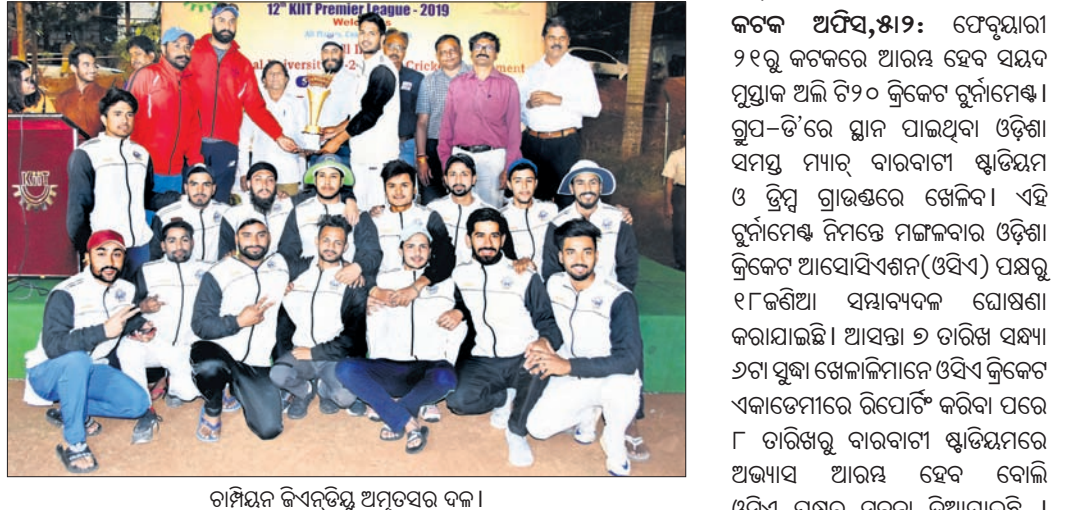 12th KIIT Premier League - 2019
KIIT
ଚାମ୍ପିୟନ ଜିଏନ୍‌ଡିୟୁ ଅମୃତସର ଦଳ।
କଟକ ଅଫିସ,୫।୨: ଫେବୃୟାରୀ
୨୧ରୁ କଟକରେ ଆରମ୍ଭ ହେବ ସୟଦ
ମୁସ୍ତାକ ଅଲି ଟି୨୦ କ୍ରିକେଟ ଟୁର୍ନାମେଣ୍ଟ।
ଗ୍ରୁପ-ଡି’ରେ ସ୍ଥାନ ପାଇଥିବା ଓଡ଼ିଶା
ସମସ୍ତ ମ୍ୟାଚ୍ ବାରବାଟୀ ଷ୍ଟାଡିୟମ
ଓ ଡ୍ରିମ୍ସ ଗ୍ରାଉଣ୍ଡରେ ଖେଳିବ। ଏହି
ଟୁର୍ନାମେଣ୍ଟ ନିମନ୍ତେ ମଙ୍ଗଳବାର ଓଡ଼ିଶା
କ୍ରିକେଟ ଆସୋସିଏଶନ(ଓସିଏ) ପକ୍ଷରୁ
୧୮ଜଣିଆ ସମ୍ଭାବ୍ୟଦଳ ଘୋଷଣା
କରାଯାଇଛି। ଆସନ୍ତା ୭ ତାରିଖ ସନ୍ଧ୍ୟା
୬ଟା ସୁଦ୍ଧା ଖେଳାଳିମାନେ ଓସିଏ କ୍ରିକେଟ
ଏକାଡେମୀରେ ରିପୋର୍ଟିଂ କରିବା ପରେ
୮ ତାରିଖରୁ ବାରବାଟୀ ଷ୍ଟାଡିୟମରେ
ଅଭ୍ୟାସ ଆରମ୍ଭ ହେବ ବୋଲି